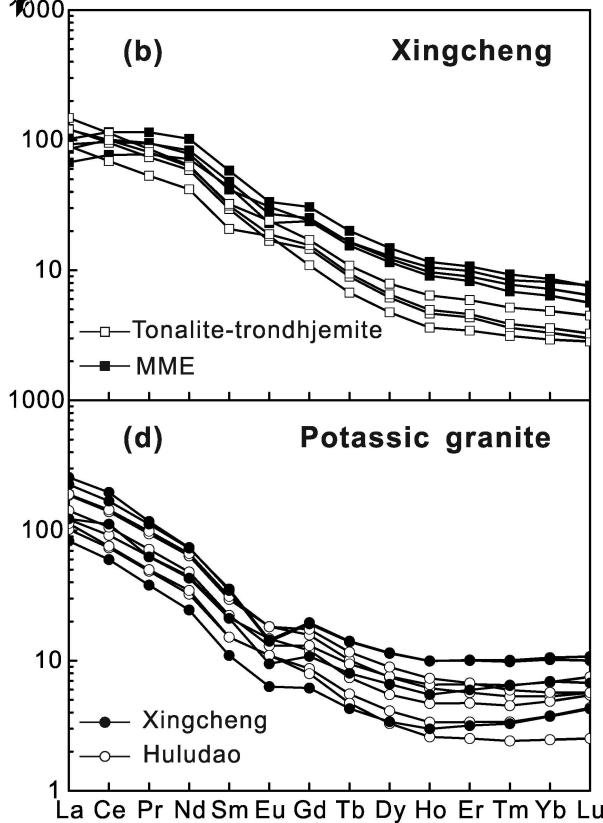 1000
(b) Xingcheng
100
10
Tonalite-trondhjemite
MME
1000
(d) Potassic granite
100
10
Xingcheng
Huludao
1
La Ce Pr Nd Sm Eu Gd Tb Dy Ho Er Tm Yb Lu